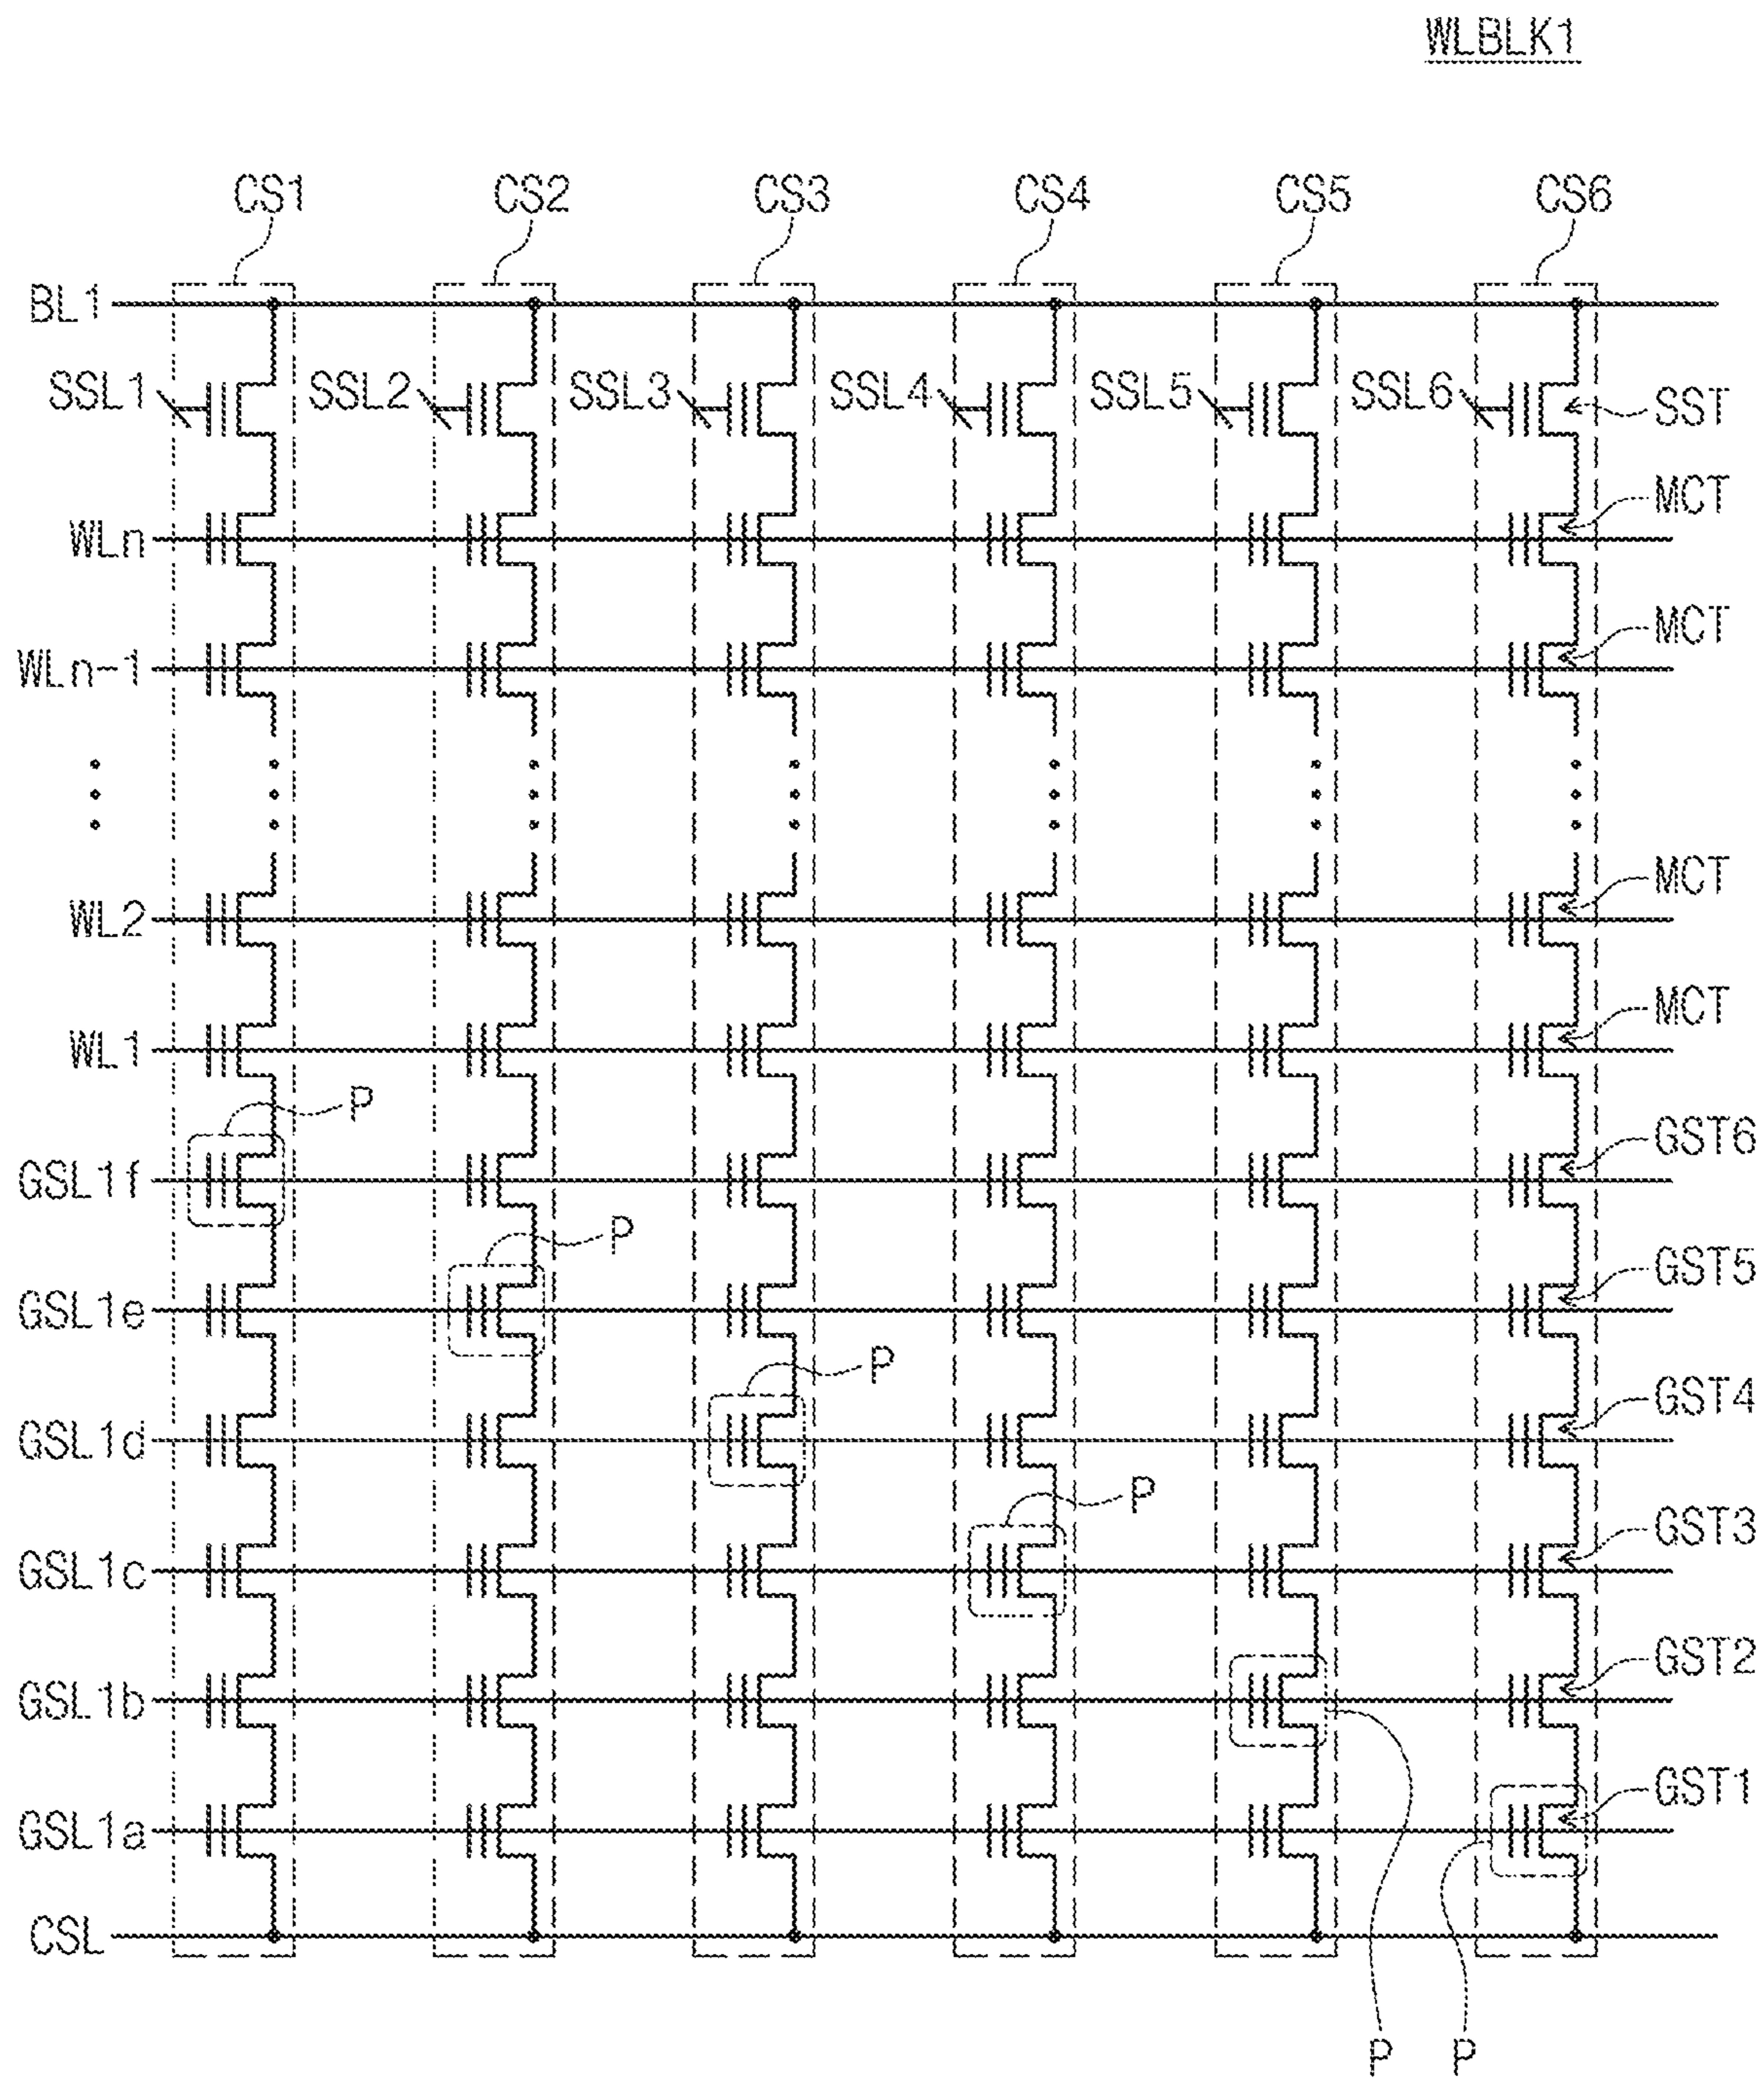 WLBLK1
CS1 CS2 CS3 CS4 CS5 CS6
BL1
SSL1 SSL2 SSL3 SSL4 SSL5 SSL6 SST
WLn MCT
WLn-1 MCT
WL2 MCT
WL1 MCT
P
GSL1f GST6
P
GSL1e GST5
P
GSL1d GST4
P
GSL1c GST3
GSL1b GST2
GSL1a GST1
CSL
P P